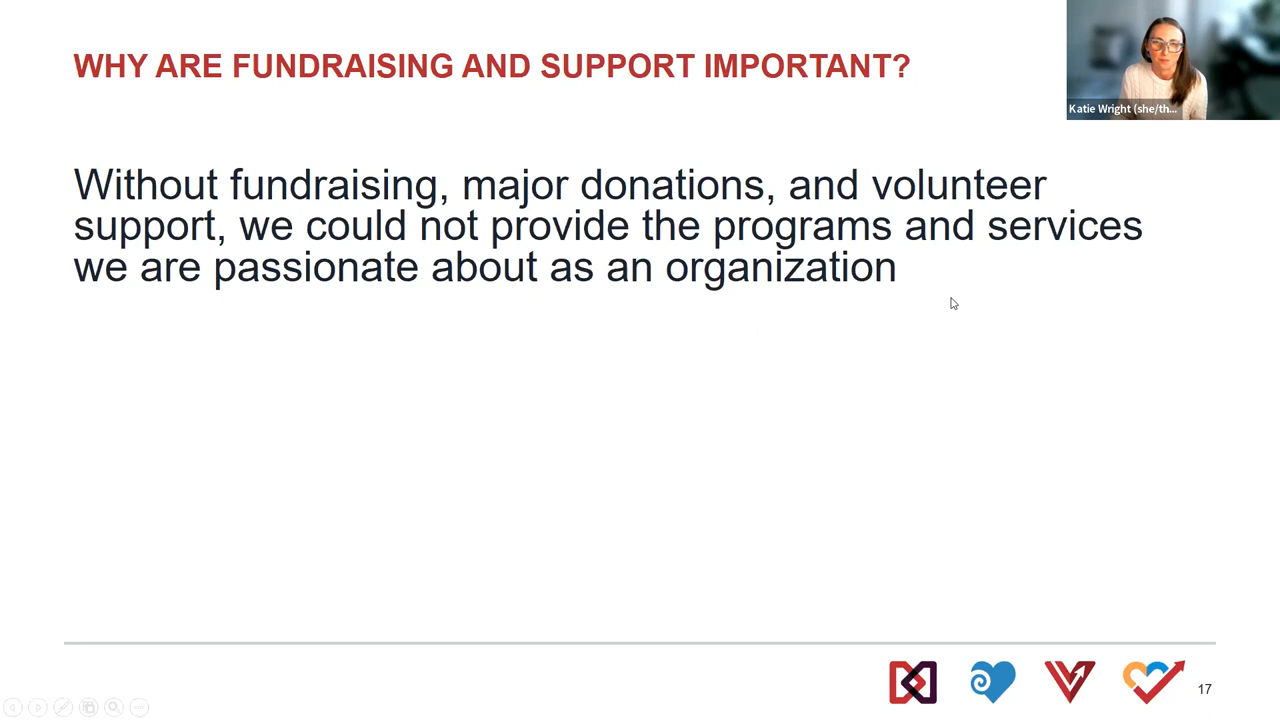 WHY ARE FUNDRAISING AND SUPPORT IMPORTANT?
Katie Wright (she/th...
Without fundraising, major donations, and volunteer
support, we could not provide the programs and services
we are passionate about as an organization
17